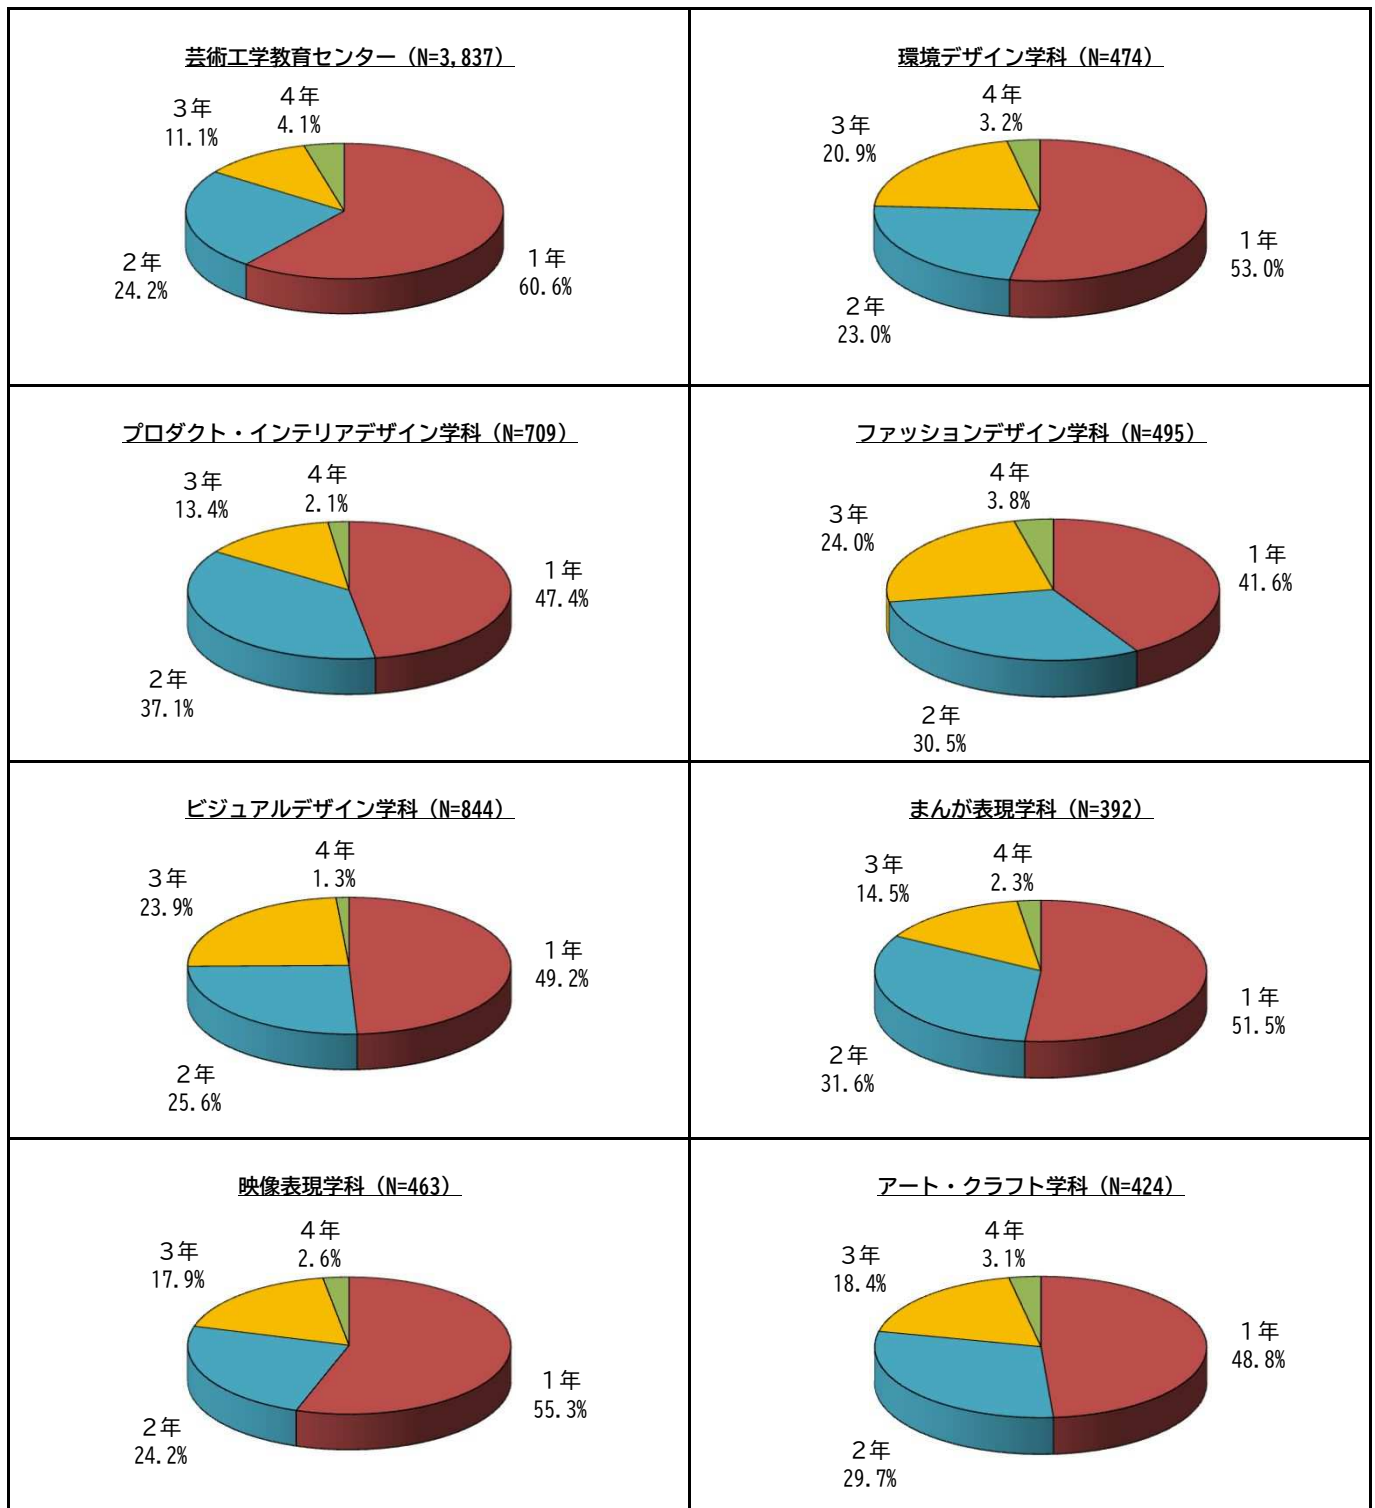 芸術工学教育センター（N=3,837）
４年
4.1%
３年
11.1%
１年
60.6%
２年
24.2%
環境デザイン学科（N=474）
４年
3.2%
３年
20.9%
１年
53.0%
２年
23.0%
プロダクト・インテリアデザイン学科（N=709）
４年
2.1%
３年
13.4%
１年
47.4%
２年
37.1%
ファッションデザイン学科（N=495）
４年
3.8%
３年
24.0%
１年
41.6%
２年
30.5%
ビジュアルデザイン学科（N=844）
４年
1.3%
３年
23.9%
１年
49.2%
２年
25.6%
まんが表現学科（N=392）
４年
2.3%
３年
14.5%
１年
51.5%
２年
31.6%
映像表現学科（N=463）
４年
2.6%
３年
17.9%
１年
55.3%
２年
24.2%
アート・クラフト学科（N=424）
４年
3.1%
３年
18.4%
１年
48.8%
２年
29.7%